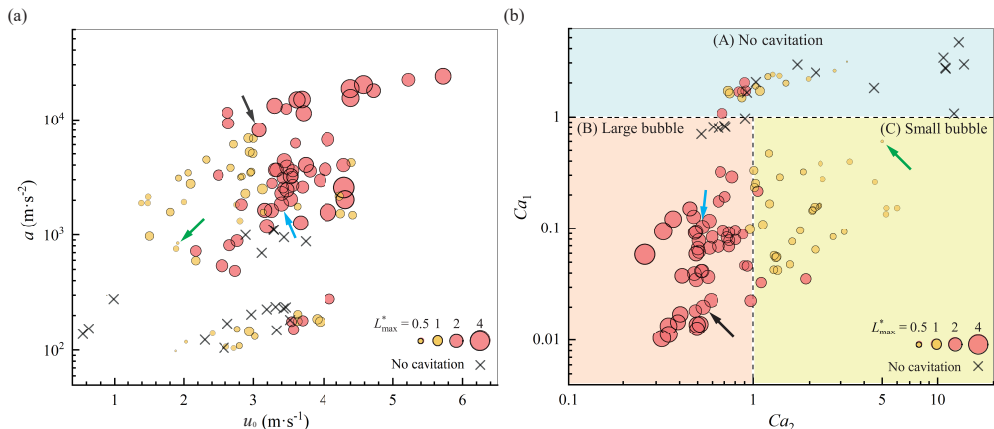 (a)
a (m·s⁻²)
10⁴
10³
10²
1 2 3 4 5 6
u₀ (m·s⁻¹)
L*max = 0.5 1 2 4
No cavitation
(b)
Ca₁
1
0.1
0.01
0.1 1 10
Ca₂
(A) No cavitation
(B) Large bubble
(C) Small bubble
L*max = 0.5 1 2 4
No cavitation